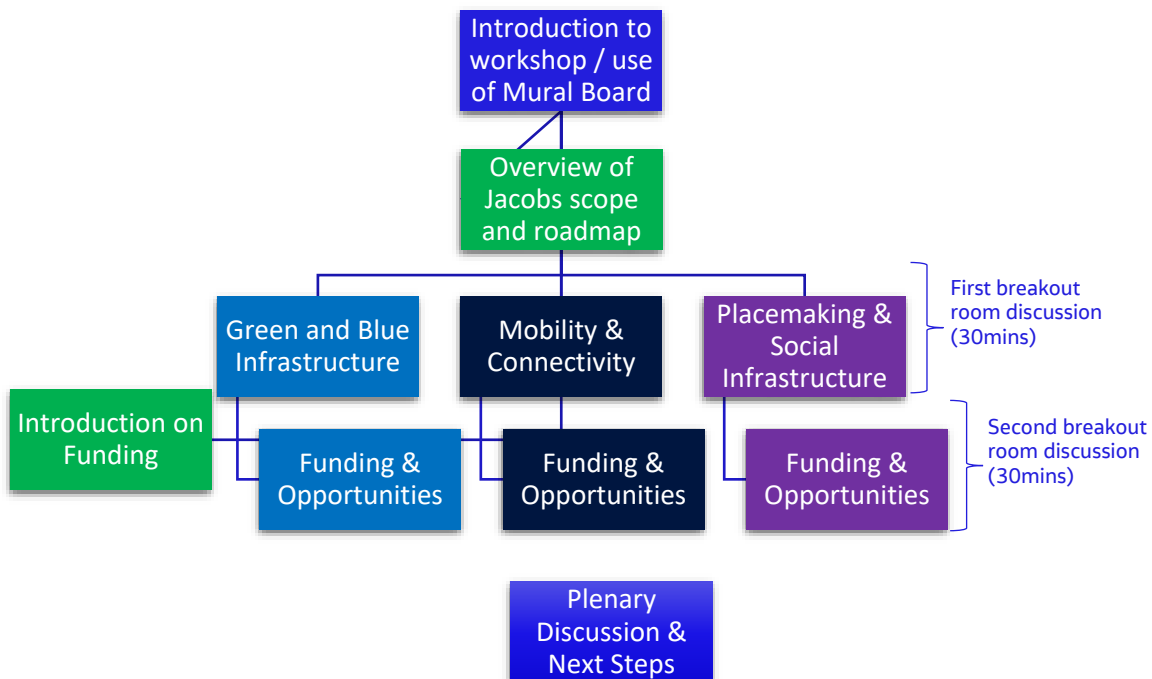 Introduction to
workshop / use
of Mural Board
Overview of
Jacobs scope
and roadmap
Green and Blue
Infrastructure
Mobility &
Connectivity
Placemaking &
Social
Infrastructure
First breakout
room discussion
(30mins)
Introduction on
Funding
Funding &
Opportunities
Funding &
Opportunities
Funding &
Opportunities
Second breakout
room discussion
(30mins)
Plenary
Discussion &
Next Steps